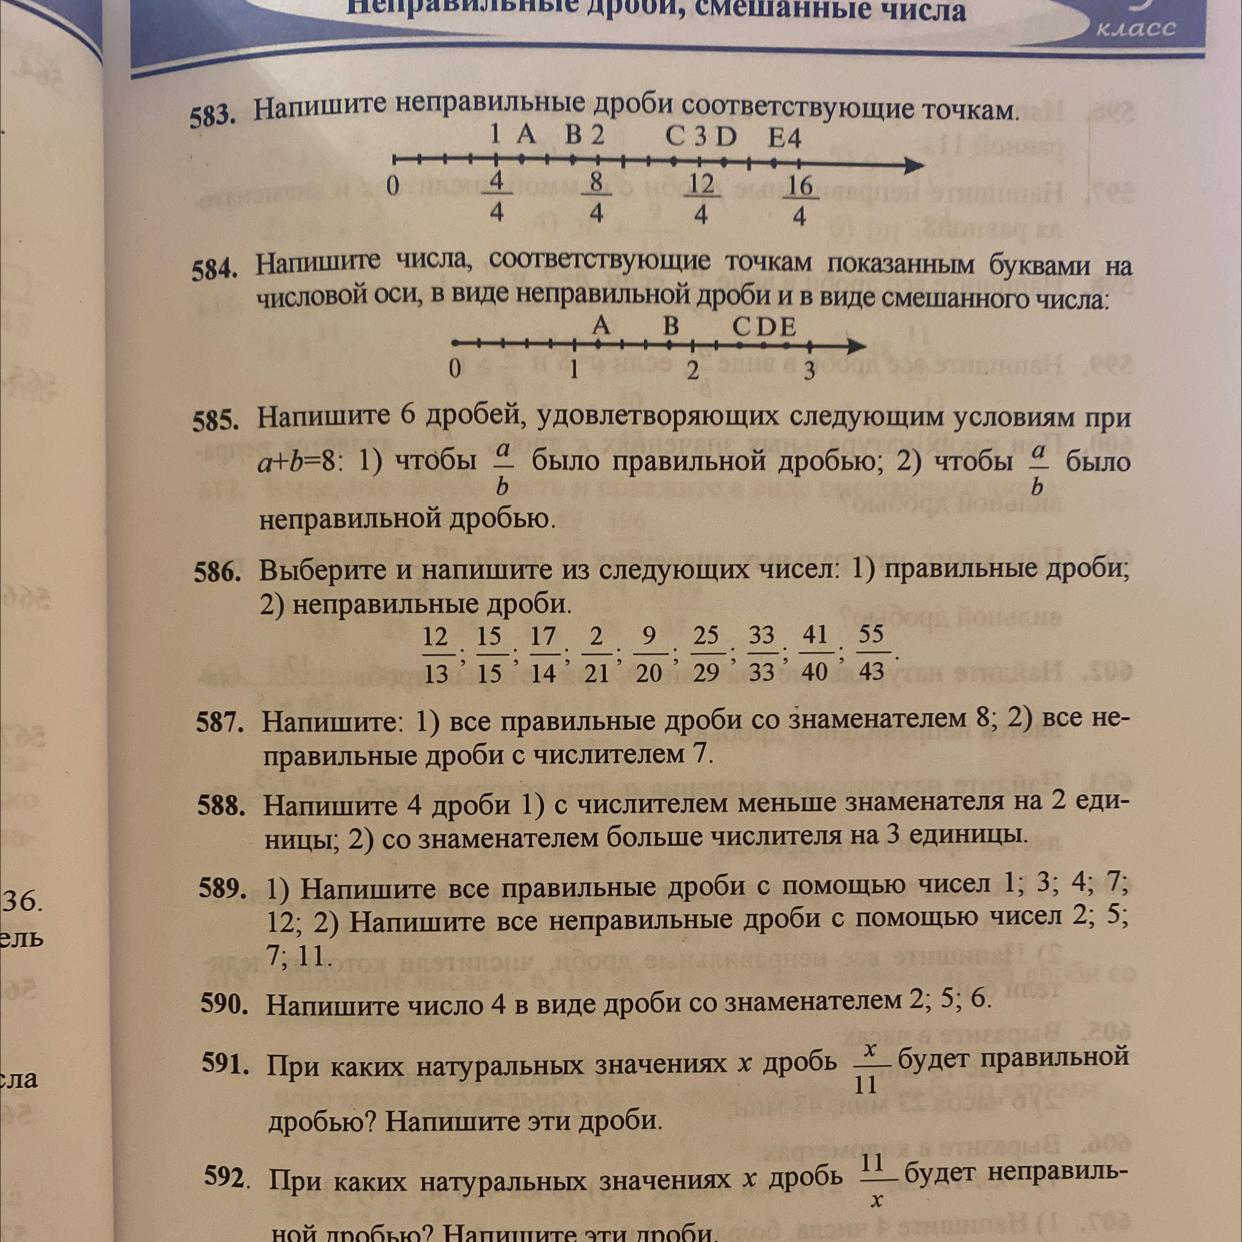 Неправильные дроби, смешанные числа
класс
583. Напишите неправильные дроби соответствующие точкам.
1 A B 2 C 3 D E 4
0 4/4 8/4 12/4 16/4
584. Напишите числа, соответствующие точкам показанным буквами на
числовой оси, в виде неправильной дроби и в виде смешанного числа:
A B C D E
0 1 2 3
585. Напишите 6 дробей, удовлетворяющих следующим условиям при
a+b=8: 1) чтобы a/b было правильной дробью; 2) чтобы a/b было
неправильной дробью.
586. Выберите и напишите из следующих чисел: 1) правильные дроби;
2) неправильные дроби.
12/13; 15/15; 17/14; 2/21; 9/20; 25/29; 33/33; 41/40; 55/43.
587. Напишите: 1) все правильные дроби со знаменателем 8; 2) все не-
правильные дроби с числителем 7.
588. Напишите 4 дроби 1) с числителем меньше знаменателя на 2 еди-
ницы; 2) со знаменателем больше числителя на 3 единицы.
589. 1) Напишите все правильные дроби с помощью чисел 1; 3; 4; 7;
12; 2) Напишите все неправильные дроби с помощью чисел 2; 5;
7; 11.
590. Напишите число 4 в виде дроби со знаменателем 2; 5; 6.
591. При каких натуральных значениях x дробь x/11 будет правильной
дробью? Напишите эти дроби.
592. При каких натуральных значениях x дробь 11/x будет неправиль-
ной дробью? Напишите эти дроби.
36.